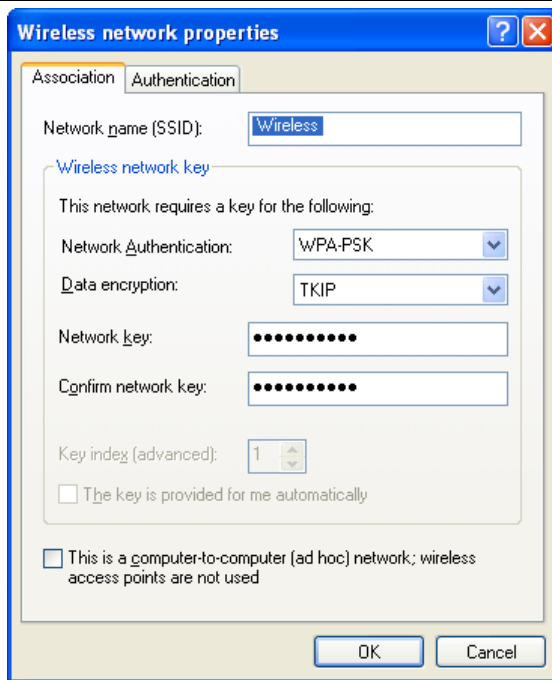 Wireless network properties
Association
Authentication
Network name (SSID):
Wireless
Wireless network key
This network requires a key for the following:
Network Authentication:
WPA-PSK
Data encryption:
TKIP
Network key:
••••••••••
Confirm network key:
••••••••••
Key index (advanced):
1
The key is provided for me automatically
This is a computer-to-computer (ad hoc) network; wireless
access points are not used
OK
Cancel